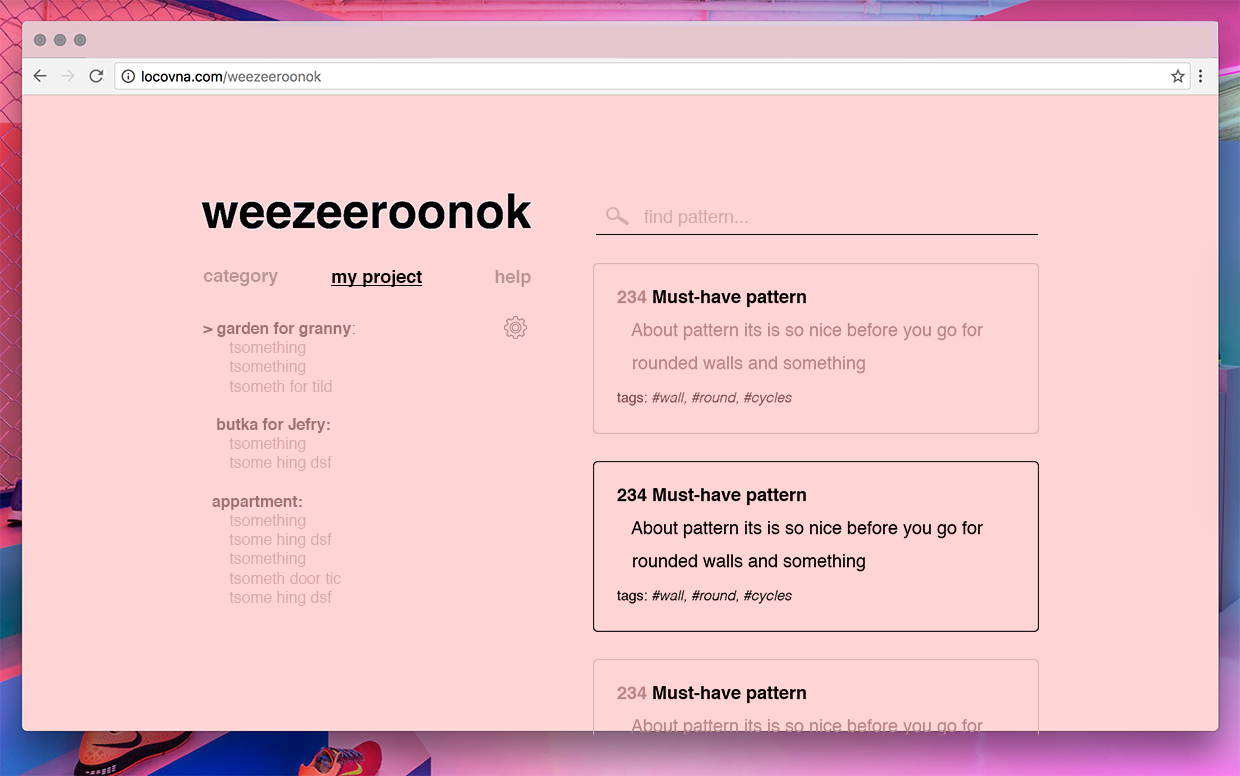 locovna.com/weezeeroonok
weezeeroonok
category my project help
> garden for granny:
tsomething
tsomething
tsometh for tild
butka for Jefry:
tsomething
tsome hing dsf
appartment:
tsomething
tsome hing dsf
tsomething
tsometh door tic
tsome hing dsf
find pattern...
234 Must-have pattern
About pattern its is so nice before you go for
rounded walls and something
tags: #wall, #round, #cycles
234 Must-have pattern
About pattern its is so nice before you go for
rounded walls and something
tags: #wall, #round, #cycles
234 Must-have pattern
About pattern its is so nice before you go for